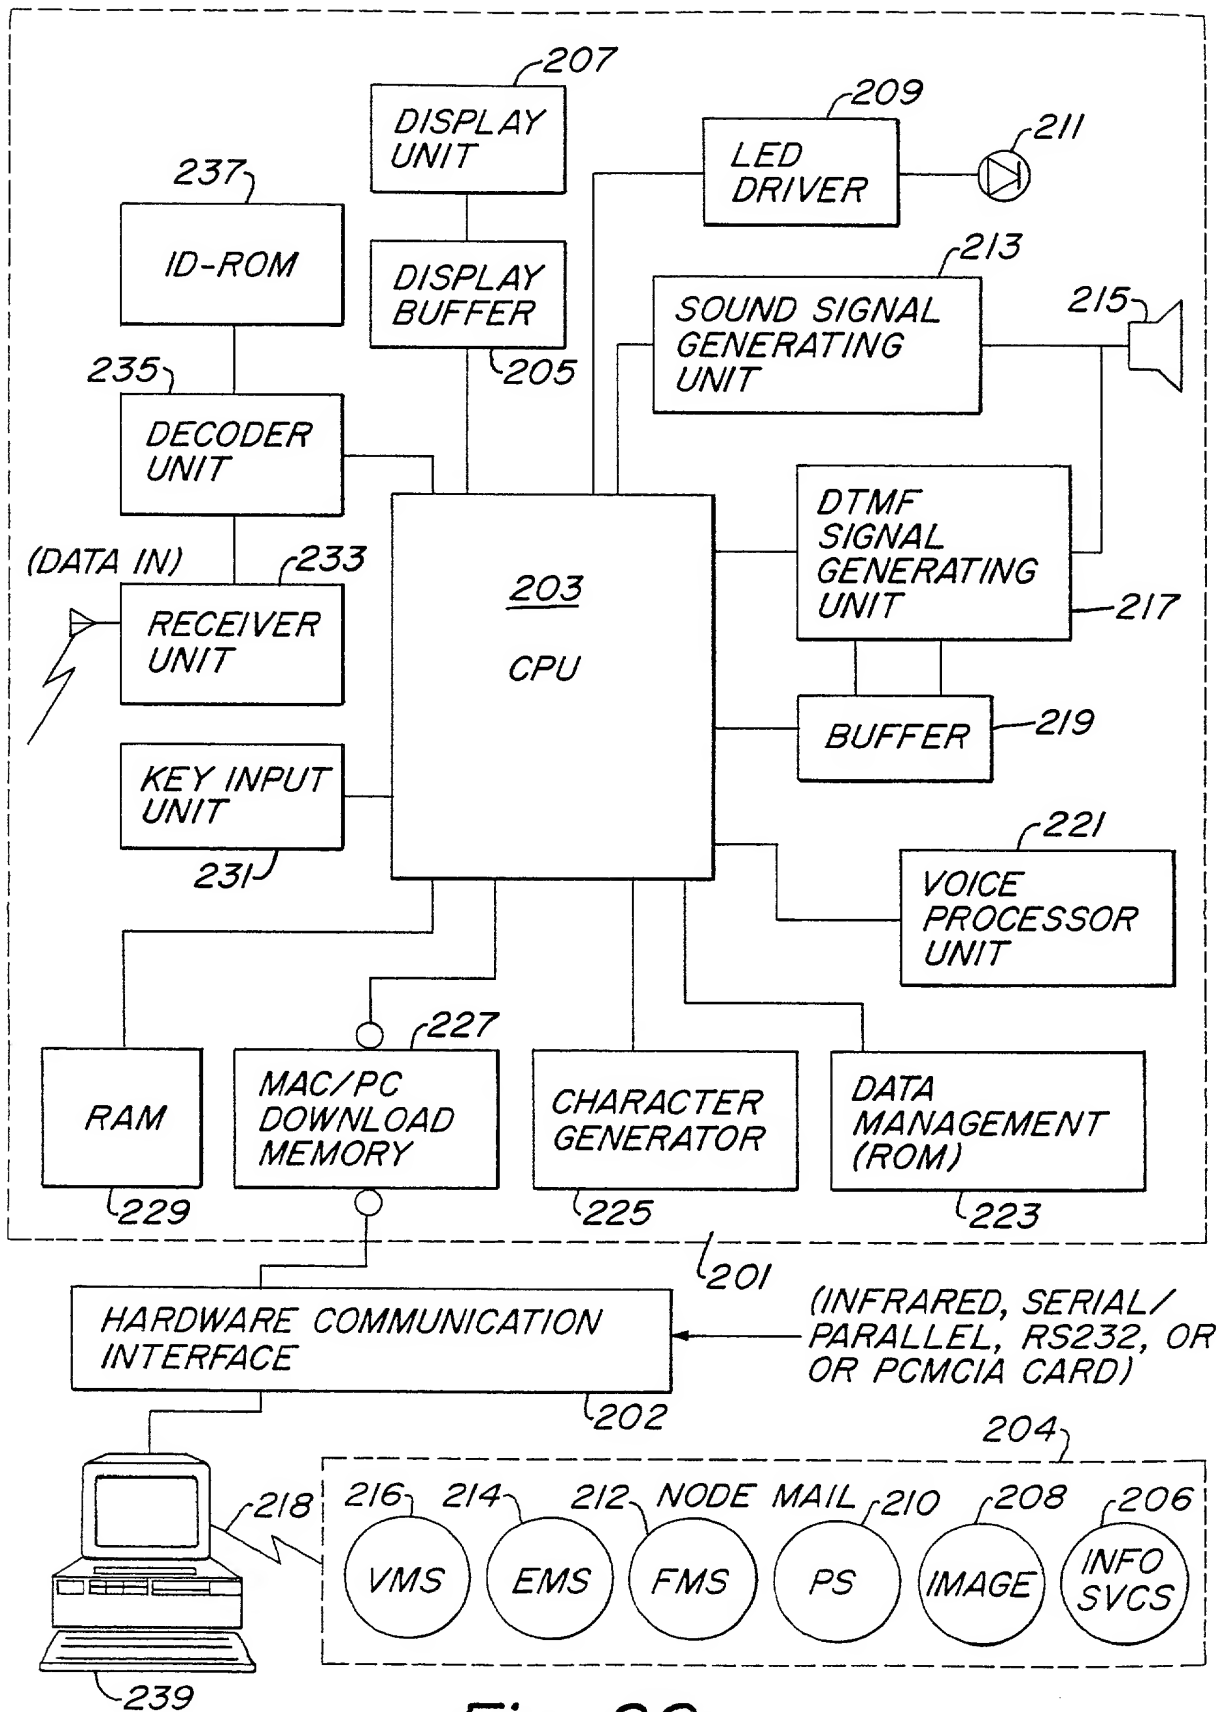 207
DISPLAY
UNIT
209
LED
DRIVER
211
237
ID-ROM
DISPLAY
BUFFER
205
213
SOUND SIGNAL
GENERATING
UNIT
215
235
DECODER
UNIT
DTMF
SIGNAL
GENERATING
UNIT
217
(DATA IN)
233
RECEIVER
UNIT
203
CPU
BUFFER
219
KEY INPUT
UNIT
231
221
VOICE
PROCESSOR
UNIT
RAM
229
227
MAC/PC
DOWNLOAD
MEMORY
CHARACTER
GENERATOR
225
DATA
MANAGEMENT
(ROM)
223
201
HARDWARE COMMUNICATION
INTERFACE
202
(INFRARED, SERIAL/
PARALLEL, RS232, OR
OR PCMCIA CARD)
204
218
NODE MAIL
216
VMS
214
EMS
212
FMS
210
PS
208
IMAGE
206
INFO
SVCS
239